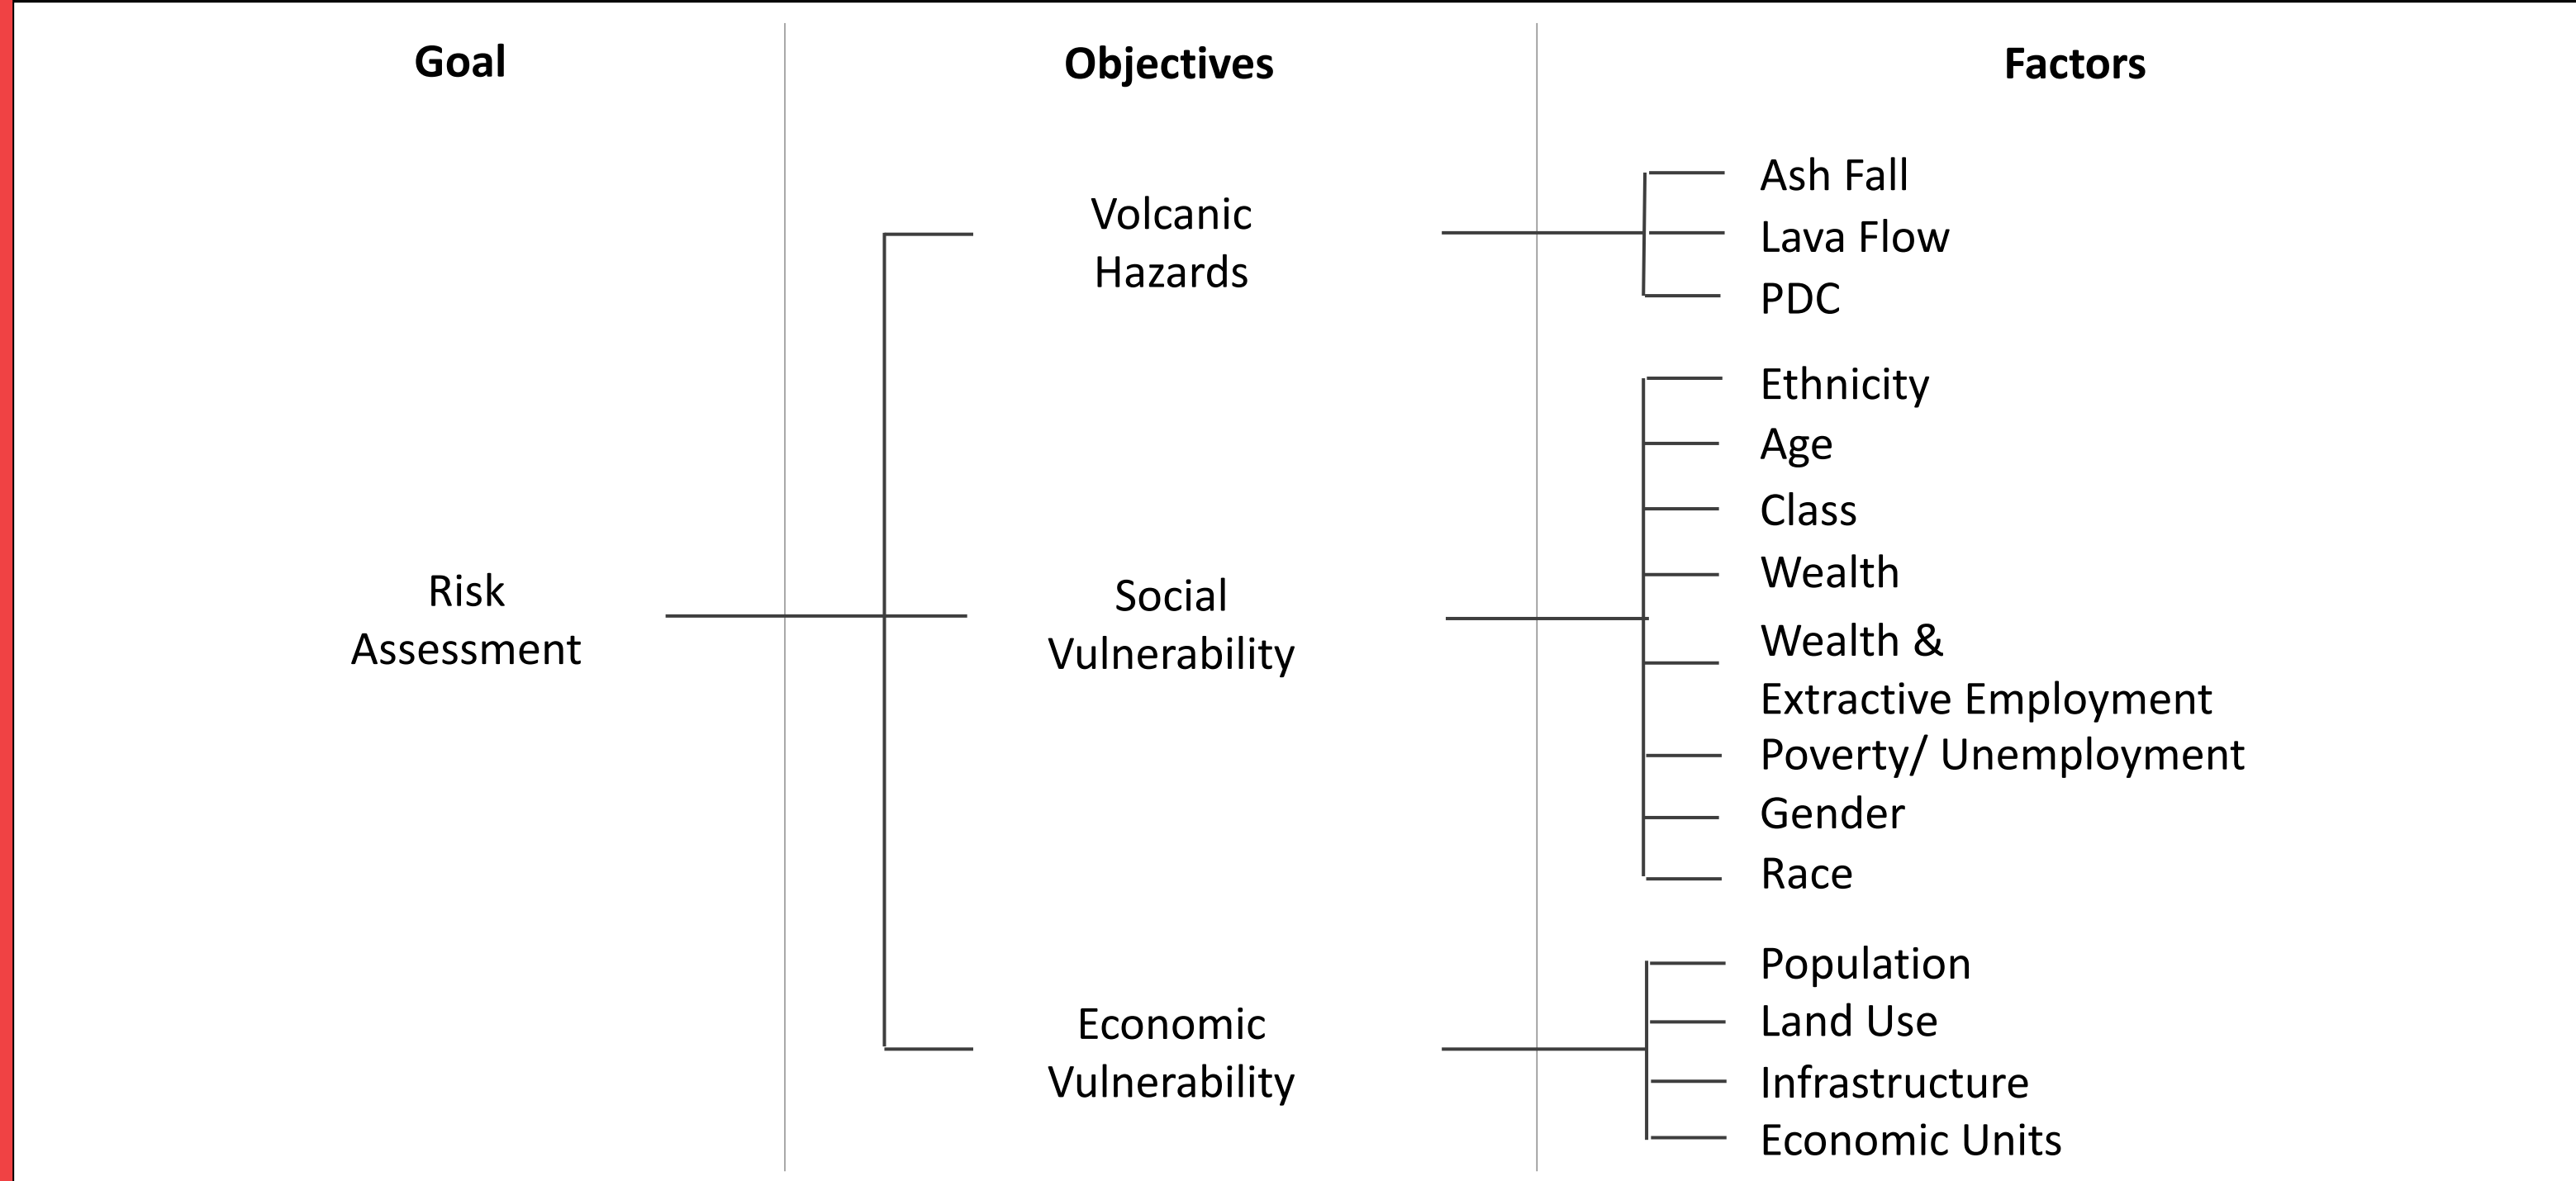 Goal
Objectives
Factors
Risk
Assessment
Volcanic
Hazards
Social
Vulnerability
Economic
Vulnerability
Ash Fall
Lava Flow
PDC
Ethnicity
Age
Class
Wealth
Wealth &
Extractive Employment
Poverty/ Unemployment
Gender
Race
Population
Land Use
Infrastructure
Economic Units